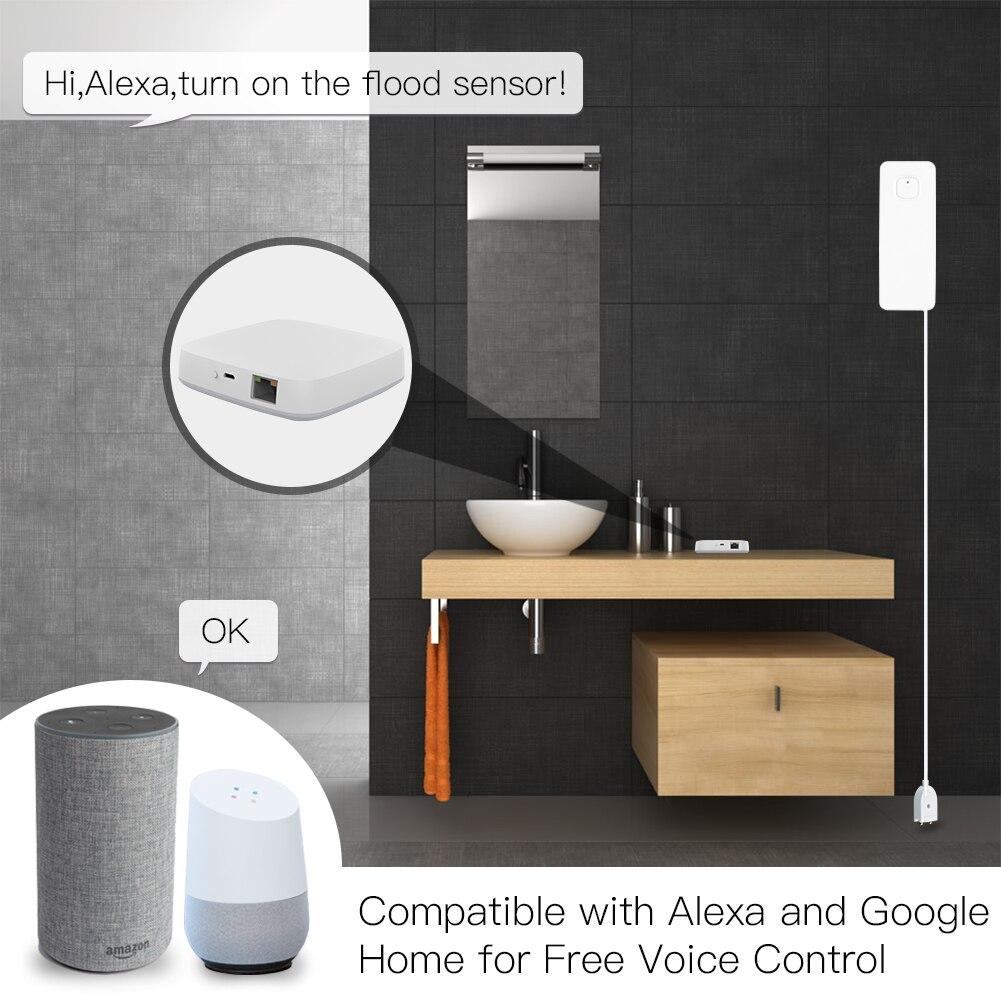 Hi,Alexa,turn on the flood sensor!
OK
amazon
Compatible with Alexa and Google
Home for Free Voice Control